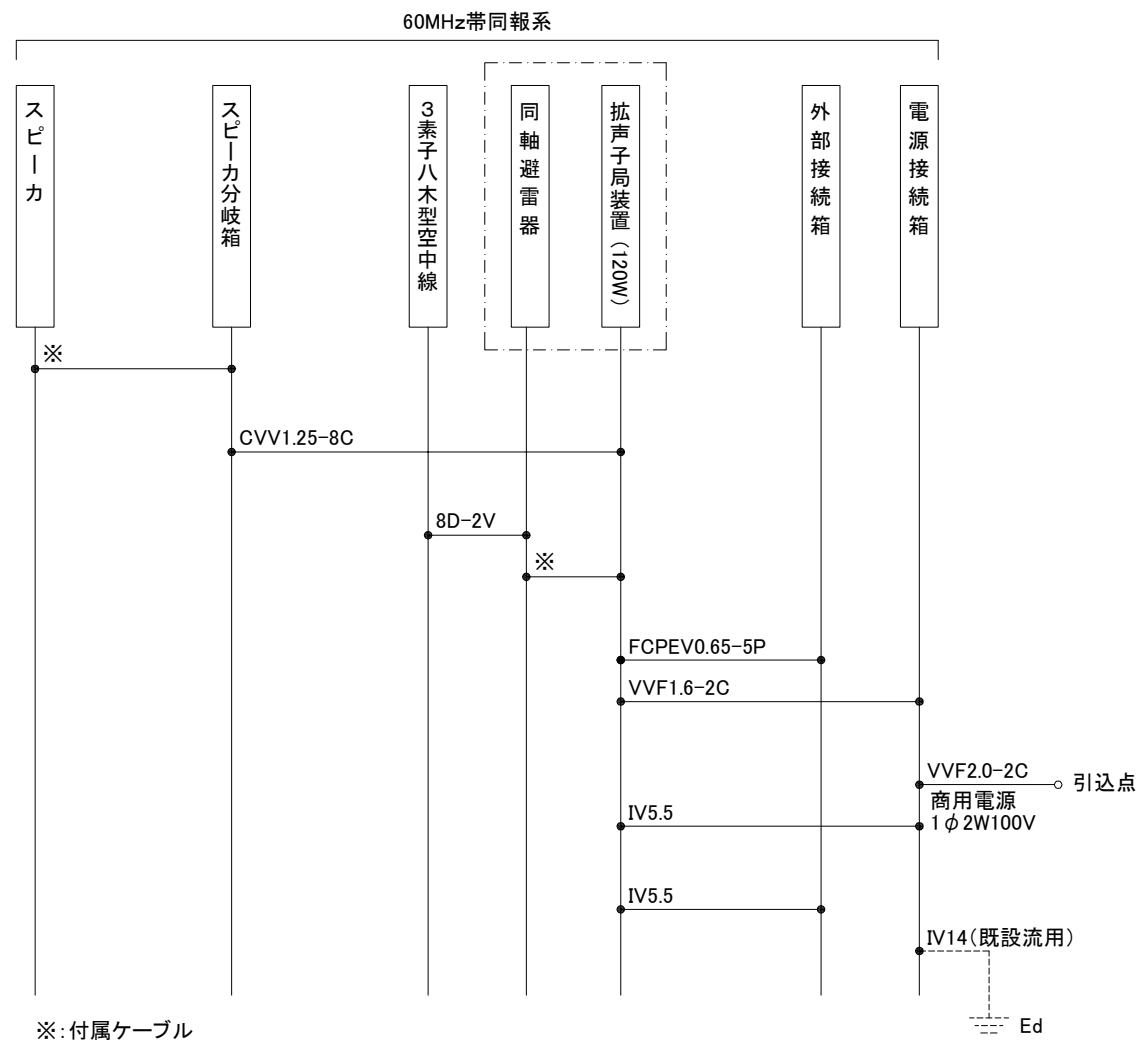 60MHz帯同報系
スピーカ
スピーカ分岐箱
3素子八木型空中線
同軸避雷器
拡声子局装置(120W)
外部接続箱
電源接続箱
※
CVV1.25-8C
8D-2V
※
FCPEV0.65-5P
VVF1.6-2C
VVF2.0-2C
引込点
商用電源
1φ2W100V
IV5.5
IV5.5
IV14(既設流用)
Ed
※:付属ケーブル